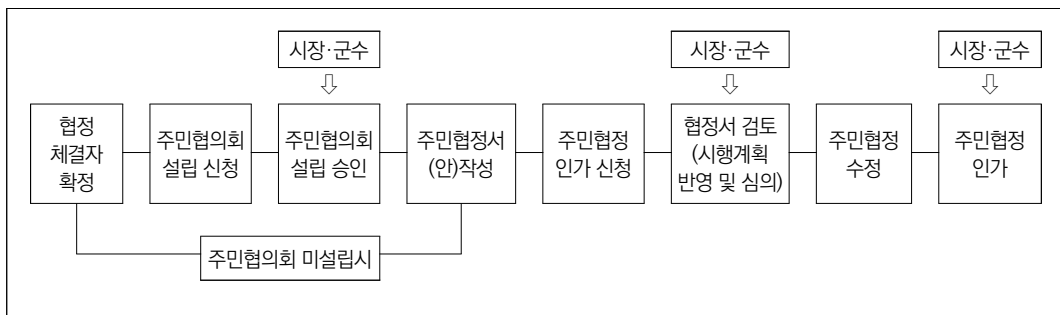 시장·군수
시장·군수
시장·군수
협정
체결자
확정
주민협의회
설립 신청
주민협의회
설립 승인
주민협정서
(안)작성
주민협정
인가 신청
협정서 검토
(시행계획
반영 및 심의)
주민협정
수정
주민협정
인가
주민협의회 미설립시